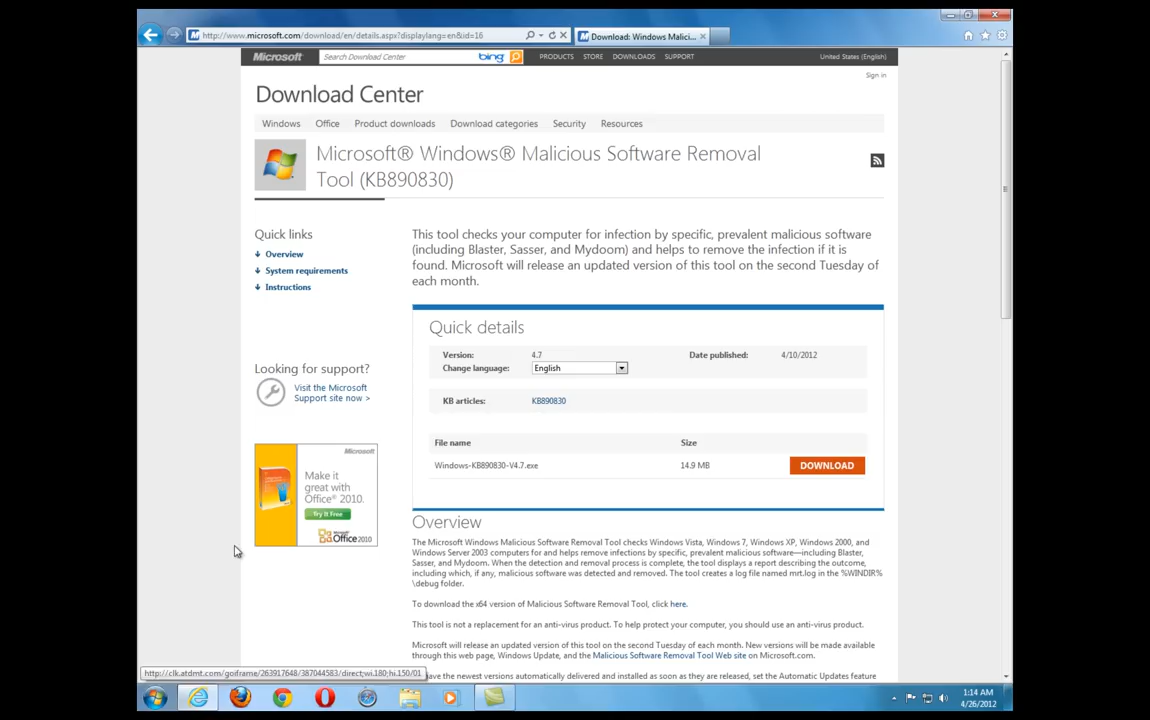 http://www.microsoft.com/download/en/details.aspx?displaylang=en&id=16
Download: Windows Malici...
Microsoft
Search Download Center
bing
PRODUCTS STORE DOWNLOADS SUPPORT
United States (English)
Sign in
Download Center
Windows Office Product downloads Download categories Security Resources
Microsoft® Windows® Malicious Software Removal
Tool (KB890830)
Quick links
Overview
System requirements
Instructions
Looking for support?
Visit the Microsoft
Support site now >
Microsoft
Make it
great with
Office 2010.
Try It Free
Office 2010
This tool checks your computer for infection by specific, prevalent malicious software
(including Blaster, Sasser, and Mydoom) and helps to remove the infection if it is
found. Microsoft will release an updated version of this tool on the second Tuesday of
each month.
Quick details
Version: 4.7 Date published: 4/10/2012
Change language: English
KB articles: KB890830
File name Size
Windows-KB890830-V4.7.exe 14.9 MB DOWNLOAD
Overview
The Microsoft Windows Malicious Software Removal Tool checks Windows Vista, Windows 7, Windows XP, Windows 2000, and
Windows Server 2003 computers for and helps remove infections by specific, prevalent malicious software—including Blaster,
Sasser, and Mydoom. When the detection and removal process is complete, the tool displays a report describing the outcome,
including which, if any, malicious software was detected and removed. The tool creates a log file named mrt.log in the %WINDIR%
\debug folder.
To download the x64 version of Malicious Software Removal Tool, click here.
This tool is not a replacement for an anti-virus product. To help protect your computer, you should use an anti-virus product.
Microsoft will release an updated version of this tool on the second Tuesday of each month. New versions will be made available
through this web page, Windows Update, and the Malicious Software Removal Tool Web site on Microsoft.com.
have the newest versions automatically delivered and installed as soon as they are released, set the Automatic Updates feature
http://clk.atdmt.com/goiframe/263917648/387044583/direct;wi.180;hi.150/01
1:14 AM
4/26/2012